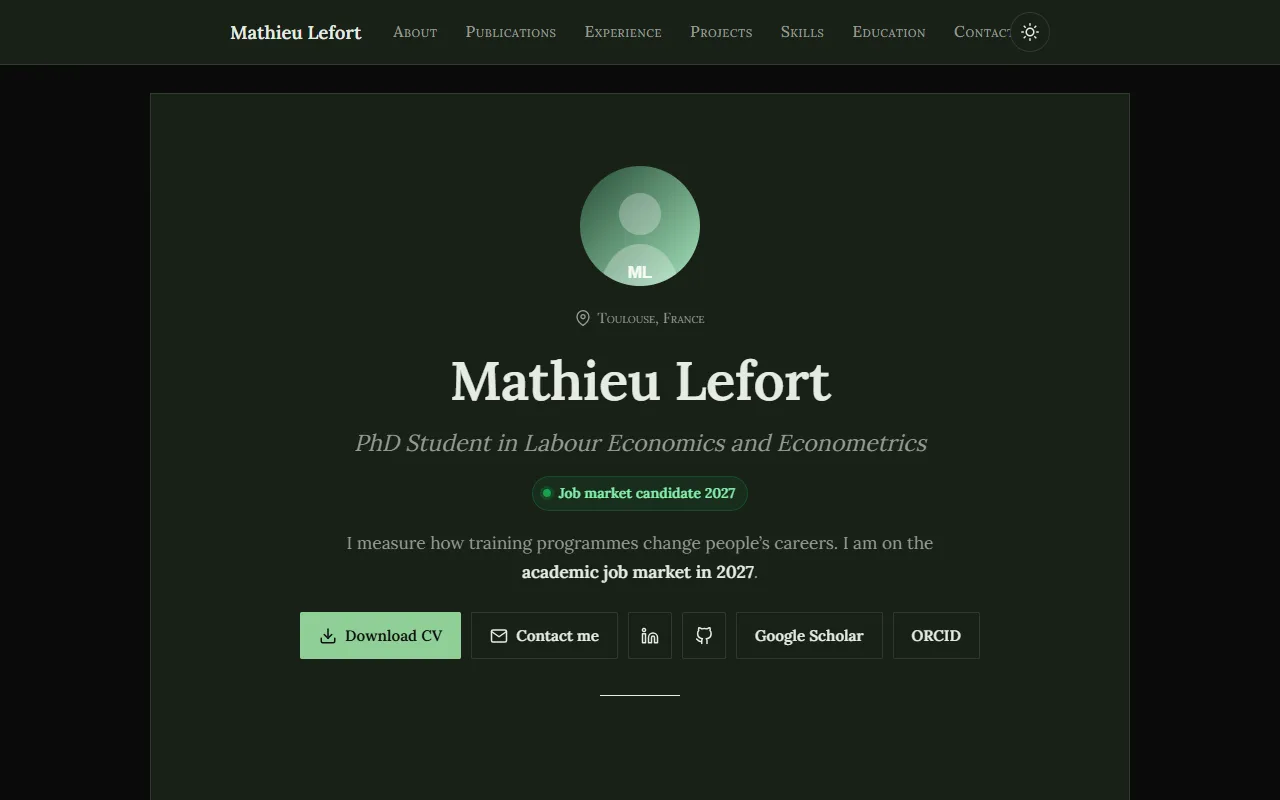 Mathieu Lefort About Publications Experience Projects Skills Education Contact
ML
Toulouse, France
Mathieu Lefort
PhD Student in Labour Economics and Econometrics
Job market candidate 2027
I measure how training programmes change people’s careers. I am on the
academic job market in 2027.
Download CV Contact me in Google Scholar ORCID